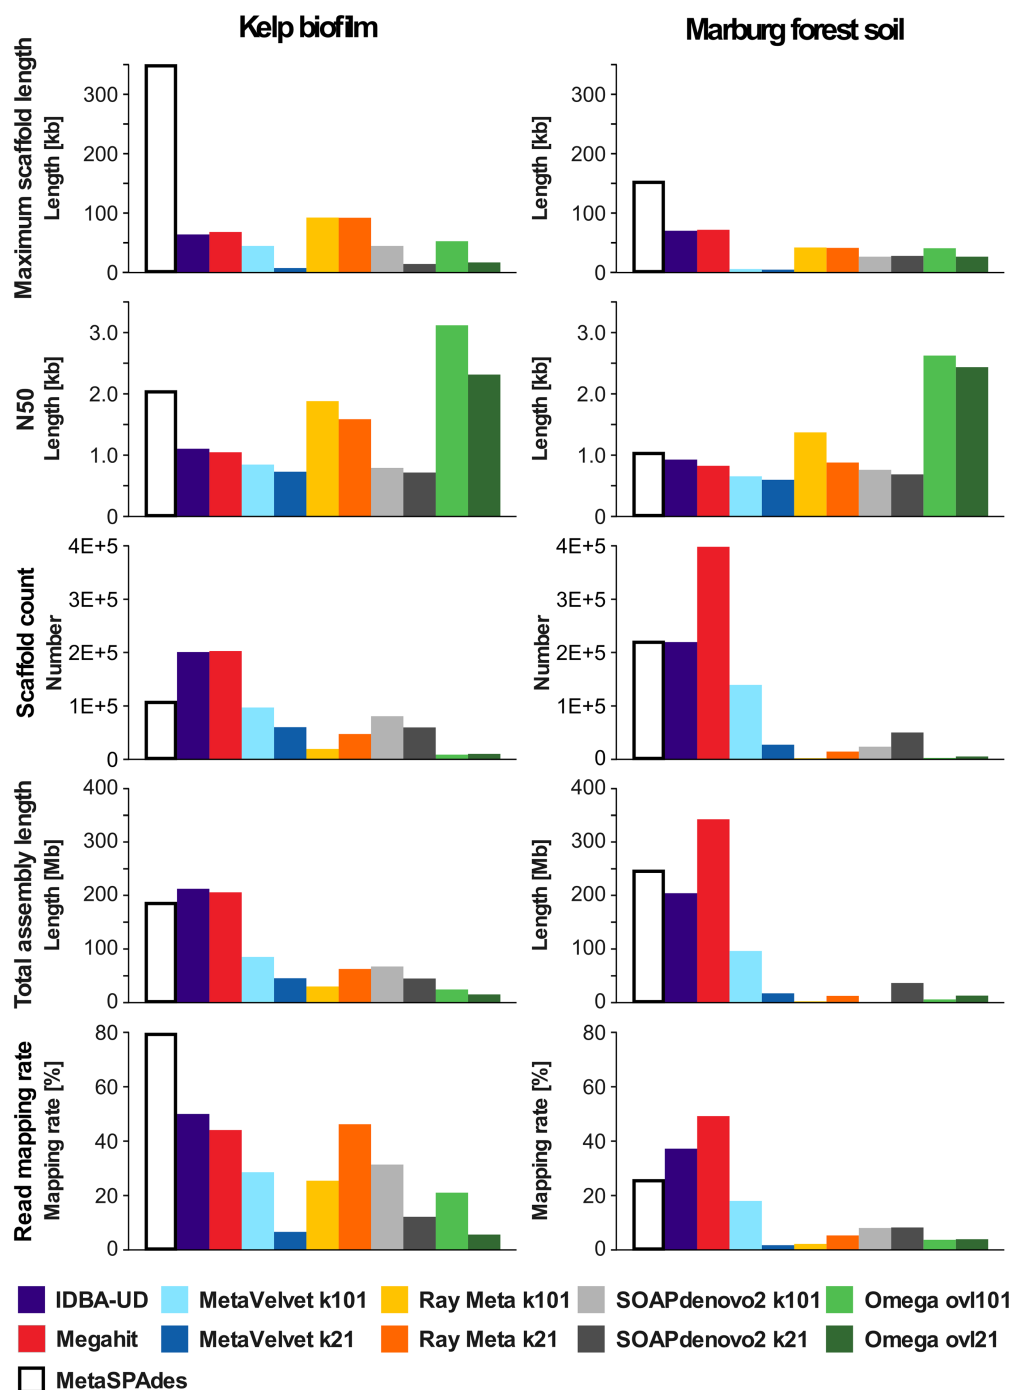 Kelp biofilm Marburg forest soil
Maximum scaffold length
Length [kb]
300
200
100
0
Length [kb]
300
200
100
0
N50
Length [kb]
3.0
2.0
1.0
0
Length [kb]
3.0
2.0
1.0
0
Scaffold count
Number
4E+5
3E+5
2E+5
1E+5
0
Number
4E+5
3E+5
2E+5
1E+5
0
Total assembly length
Length [Mb]
400
300
200
100
0
Length [Mb]
400
300
200
100
0
Read mapping rate
Mapping rate [%]
80
60
40
20
0
Mapping rate [%]
80
60
40
20
0
IDBA-UD MetaVelvet k101 Ray Meta k101 SOAPdenovo2 k101 Omega ovl101
Megahit MetaVelvet k21 Ray Meta k21 SOAPdenovo2 k21 Omega ovl21
MetaSPAdes